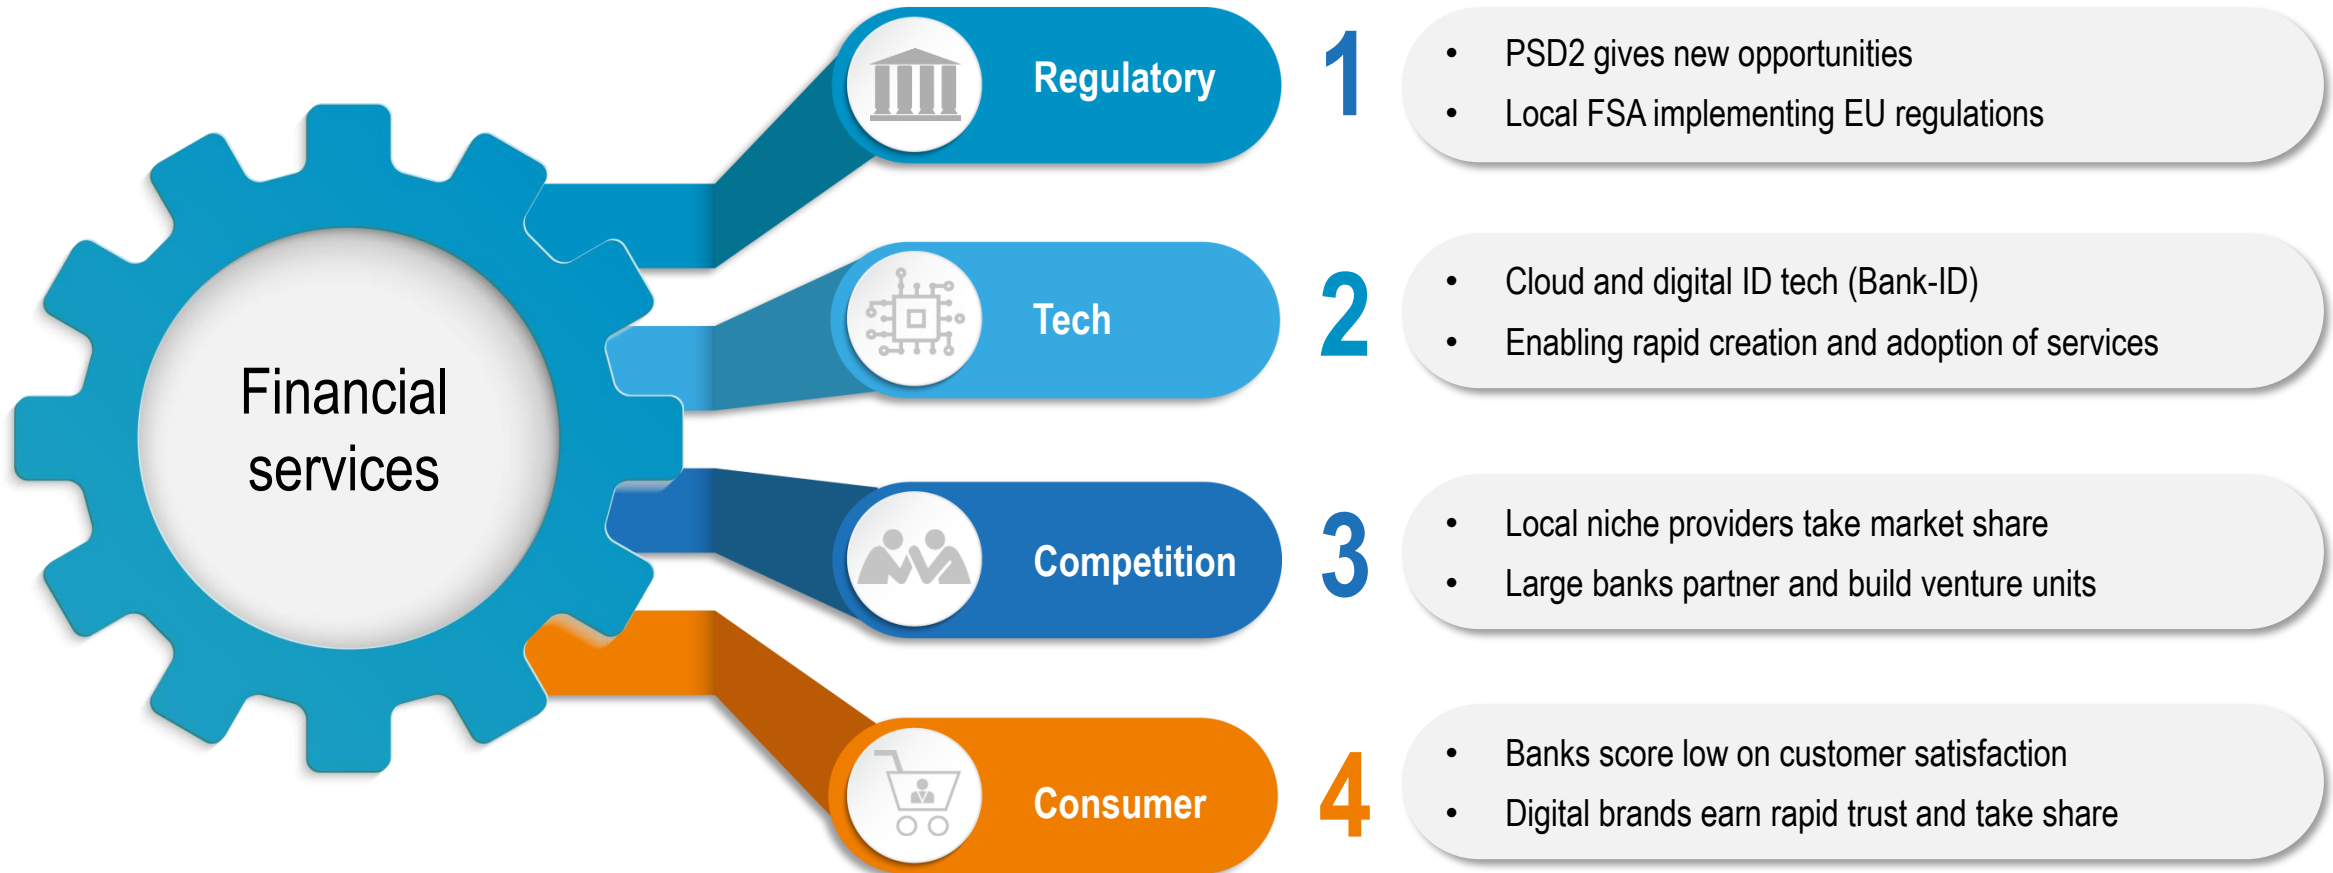 Financial
services
Regulatory
1
• PSD2 gives new opportunities
• Local FSA implementing EU regulations
Tech
2
• Cloud and digital ID tech (Bank-ID)
• Enabling rapid creation and adoption of services
Competition
3
• Local niche providers take market share
• Large banks partner and build venture units
Consumer
4
• Banks score low on customer satisfaction
• Digital brands earn rapid trust and take share